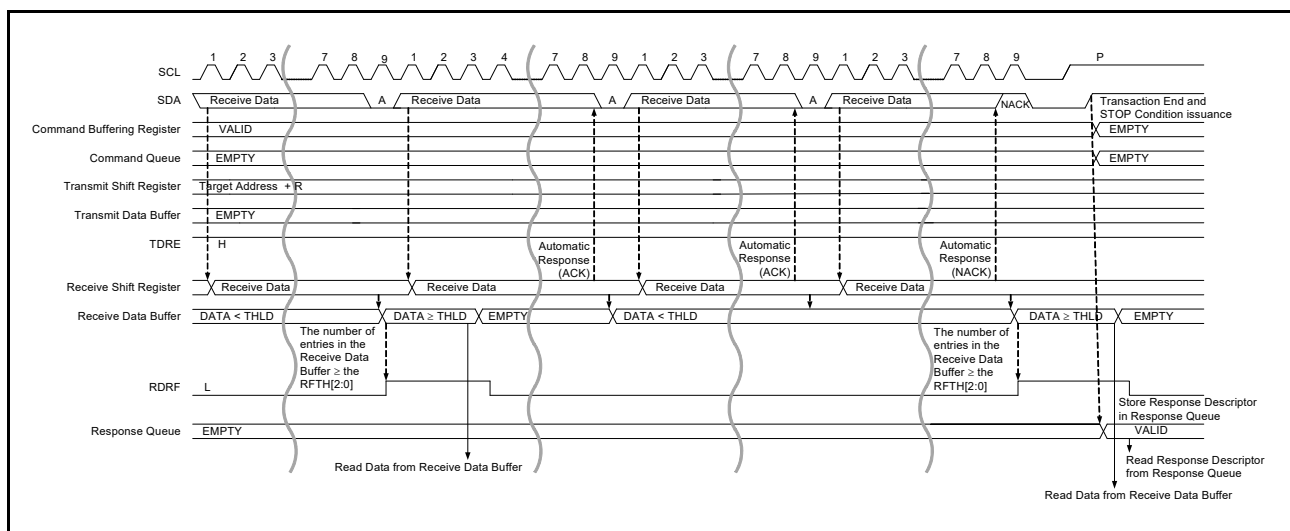 1 2 3 7 8 9 1 2 3 4 7 8 9 1 2 3 7 8 9 1 2 3 7 8 9 P
SCL
SDA Receive Data A Receive Data A Receive Data A Receive Data NACK Transaction End and
STOP Condition issuance
Command Buffering Register VALID EMPTY
Command Queue EMPTY EMPTY
Transmit Shift Register Target Address + R
Transmit Data Buffer EMPTY
TDRE H
Automatic
Response
(ACK)
Automatic
Response
(ACK)
Automatic
Response
(NACK)
Receive Shift Register Receive Data Receive Data Receive Data Receive Data
Receive Data Buffer DATA < THLD DATA ≥ THLD EMPTY DATA < THLD DATA ≥ THLD EMPTY
The number of
entries in the
Receive Data
Buffer ≥ the
RFTH[2:0]
The number of
entries in the
Receive Data
Buffer ≥ the
RFTH[2:0]
RDRF L
Store Response Descriptor
in Response Queue
Response Queue EMPTY VALID
Read Data from Receive Data Buffer
Read Response Descriptor
from Response Queue
Read Data from Receive Data Buffer